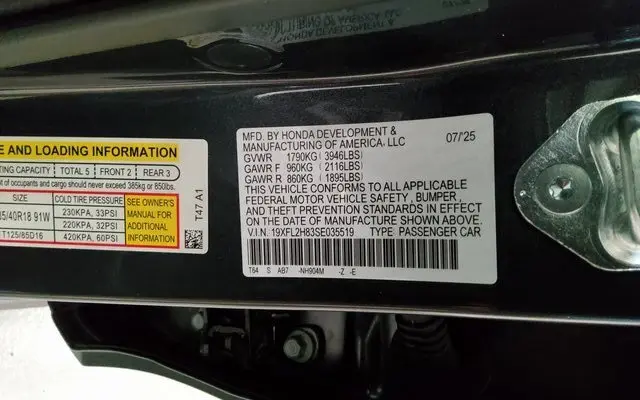 E AND LOADING INFORMATION
ATING CAPACITY TOTAL 5 FRONT 2 REAR 3
of occupants and cargo should never exceed 385kg or 850lbs.
SIZE COLD TIRE PRESSURE
5/40R18 91W 230KPA, 33PSI
220KPA, 32PSI
T125/85D16 420KPA, 60PSI
SEE OWNER'S
MANUAL FOR
ADDITIONAL
INFORMATION
T47 A1
MFD. BY HONDA DEVELOPMENT &
MANUFACTURING OF AMERICA, LLC
07/'25
GVWR 1790KG( 3946LBS)
GAWR F 960KG( 2116LBS)
GAWR R 860KG( 1895LBS)
THIS VEHICLE CONFORMS TO ALL APPLICABLE
FEDERAL MOTOR VEHICLE SAFETY , BUMPER ,
AND THEFT PREVENTION STANDARDS IN EFFECT
ON THE DATE OF MANUFACTURE SHOWN ABOVE.
V.I.N: 19XFL2H83SE035519 TYPE: PASSENGER CAR
T64 S AB7 -NH904M -Z -E